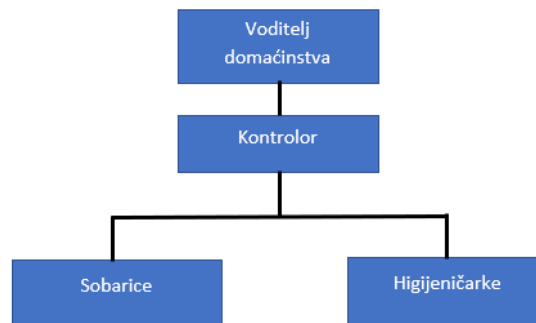 Voditelj
domaćinstva
Kontrolor
Sobarice
Higijeničarke